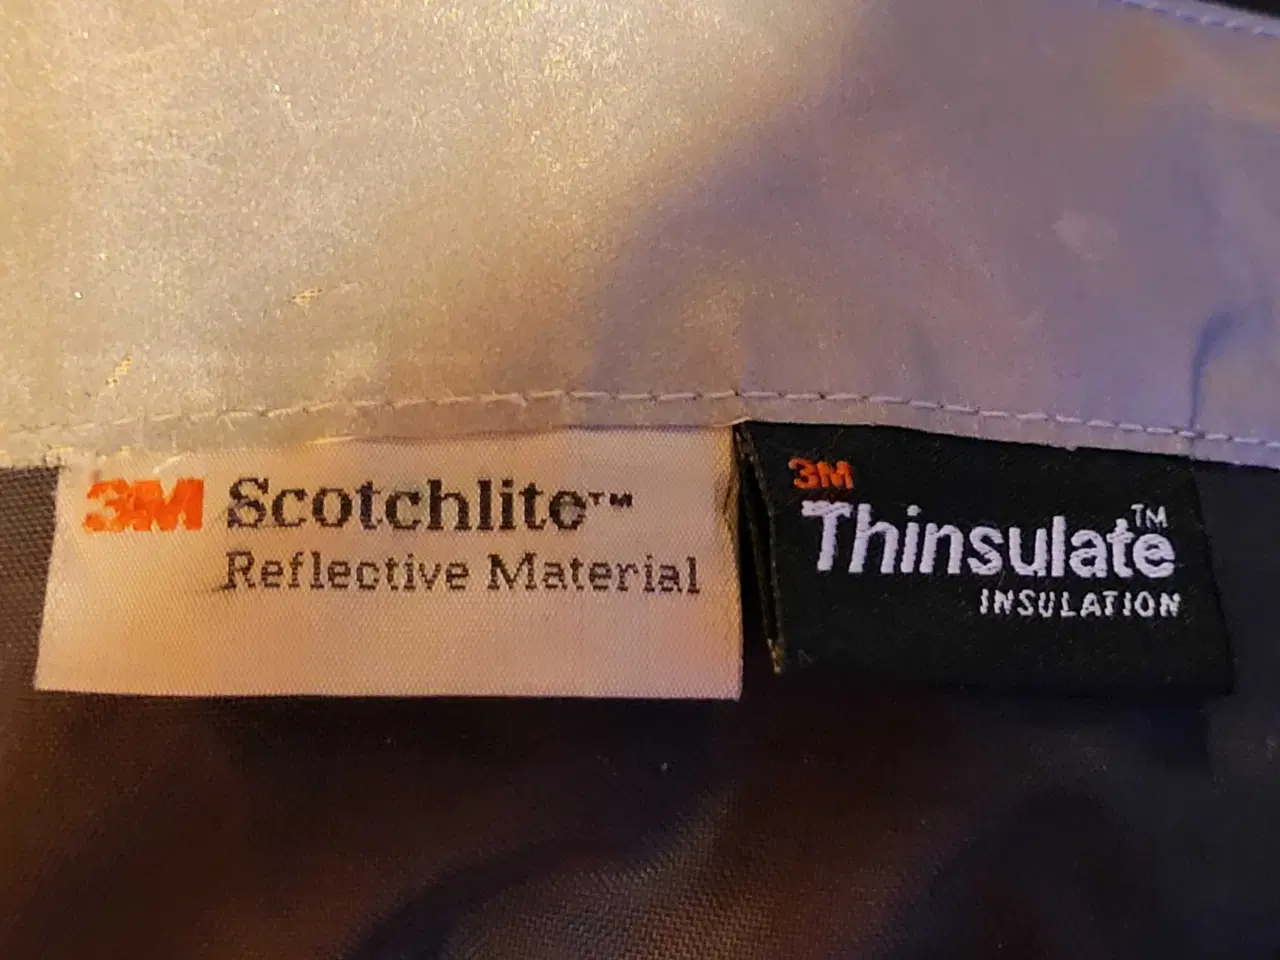 3M Scotchlite™
Reflective Material
3M
Thinsulate™
INSULATION